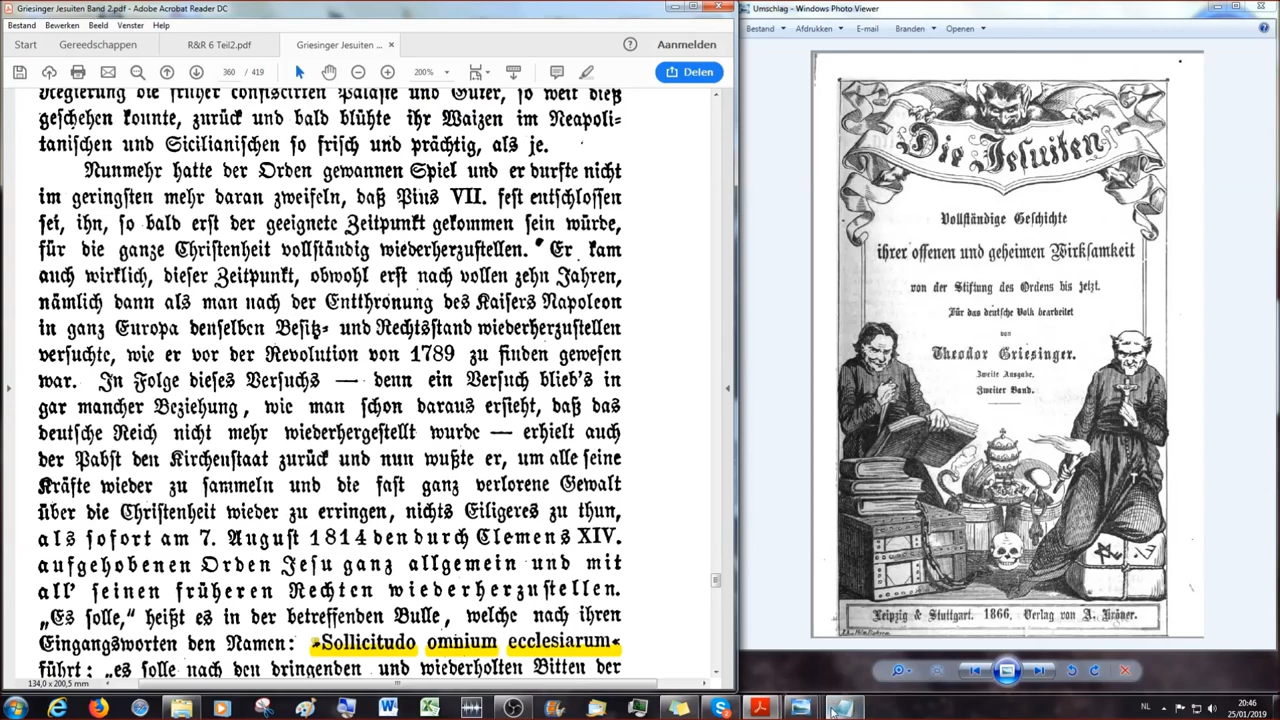 Griesinger Jesuiten Band 2.pdf - Adobe Acrobat Reader DC
Bestand Bewerken Beeld Venster Help
Start Gereedschappen R&R 6 Teil2.pdf Griesinger Jesuiten ... × Aanmelden
360 / 419 200% Delen
Regierung die früher confiscirten Paläste und Güter, so weit dieß
geschehen konnte, zurück und bald blühte ihr Waizen im Neapoli-
tanischen und Sicilianischen so frisch und prächtig, als je.
Nunmehr hatte der Orden gewannen Spiel und er durfte nicht
im geringsten mehr daran zweifeln, daß Pius VII. fest entschlossen
sei, ihn, so bald erst der geeignete Zeitpunkt gekommen sein würde,
für die ganze Christenheit vollständig wiederherzustellen. Er kam
auch wirklich, dieser Zeitpunkt, obwohl erst nach vollen zehn Jahren,
nämlich dann als man nach der Entthronung des Kaisers Napoleon
in ganz Europa denselben Besitz- und Rechtsstand wiederherzustellen
versuchte, wie er vor der Revolution von 1789 zu finden gewesen
war. In Folge dieses Versuchs — denn ein Versuch blieb's in
gar mancher Beziehung, wie man schon daraus ersieht, daß das
deutsche Reich nicht mehr wiederhergestellt wurde — erhielt auch
der Pabst den Kirchenstaat zurück und nun wußte er, um alle seine
Kräfte wieder zu sammeln und die fast ganz verlorene Gewalt
über die Christenheit wieder zu erringen, nichts Eiligeres zu thun,
als sofort am 7. August 1814 den durch Clemens XIV.
aufgehobenen Orden Jesu ganz allgemein und mit
all' seinen früheren Rechten wiederherzustellen.
„Es solle,“ heißt es in der betreffenden Bulle, welche nach ihren
Eingangsworten den Namen: »Sollicitudo omnium ecclesiarum«
führt: „es solle nach den dringenden und wiederholten Bitten der
134,0 x 200,5 mm
Umschlag - Windows Photo Viewer
Bestand Afdrukken E-mail Branden Openen
Die Jesuiten
Vollständige Geschichte
ihrer offenen und geheimen Wirksamkeit
von der Stiftung des Ordens bis jetzt.
Für das deutsche Volk bearbeitet
von
Theodor Griesinger.
Zweite Ausgabe.
Zweiter Band.
Leipzig & Stuttgart. 1866. Verlag von A. Kröner.
NL 20:46
25/01/2019